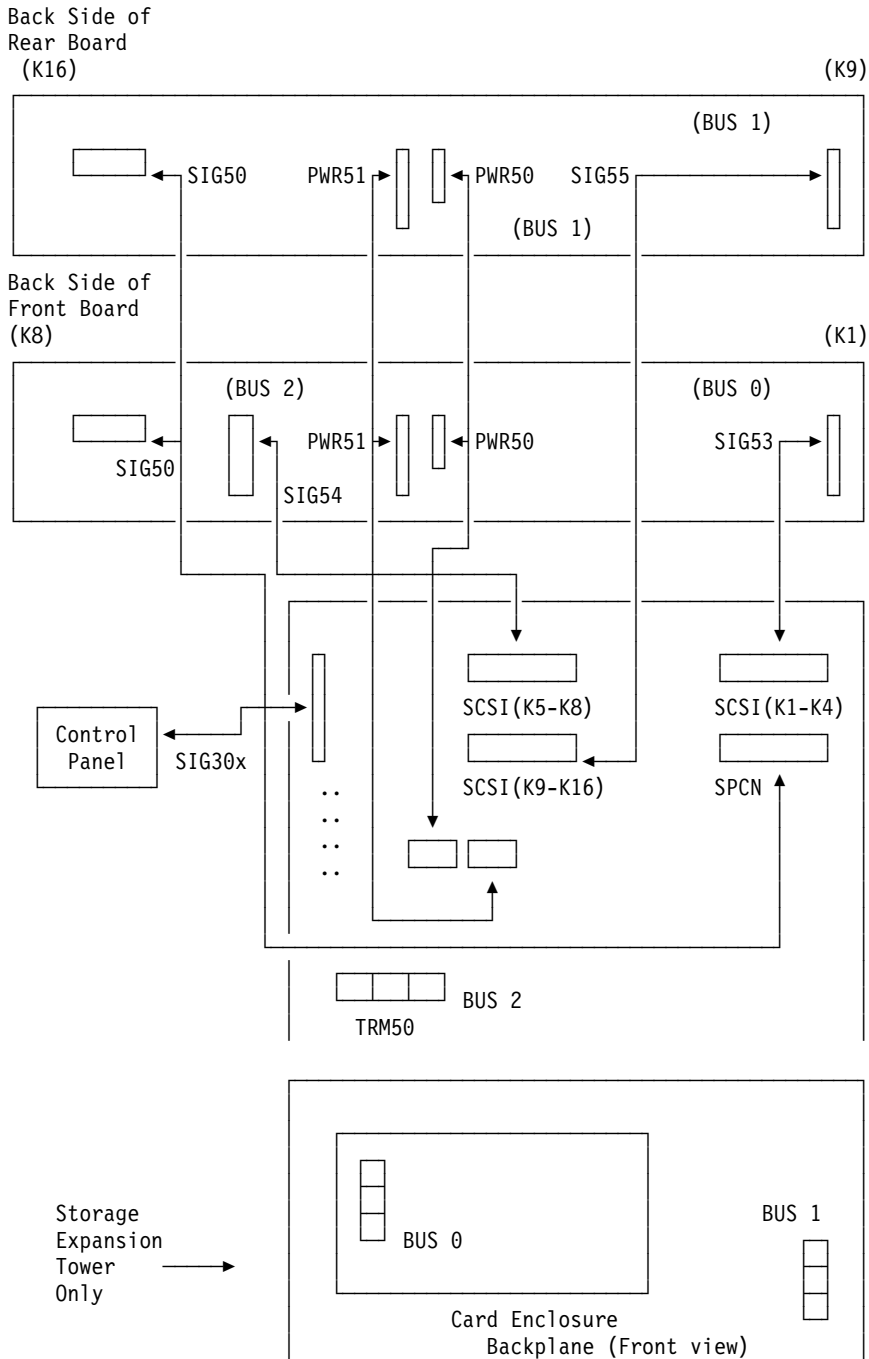 Back Side of
Rear Board
(K16) (K9)
(BUS 1)
SIG50 PWR51 PWR50 SIG55
(BUS 1)
Back Side of
Front Board
(K8) (K1)
(BUS 2) (BUS 0)
PWR51 PWR50 SIG53
SIG50
SIG54
SCSI(K5-K8) SCSI(K1-K4)
Control
Panel
SIG30x
SCSI(K9-K16) SPCN
..
..
..
..
BUS 2
TRM50
Storage
Expansion
Tower
Only
BUS 1
BUS 0
Card Enclosure
Backplane (Front view)